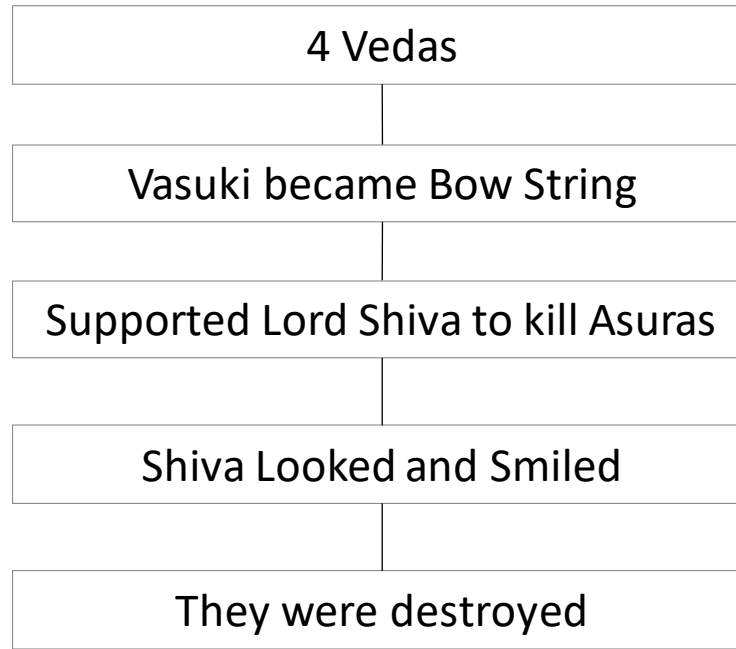 4 Vedas
Vasuki became Bow String
Supported Lord Shiva to kill Asuras
Shiva Looked and Smiled
They were destroyed